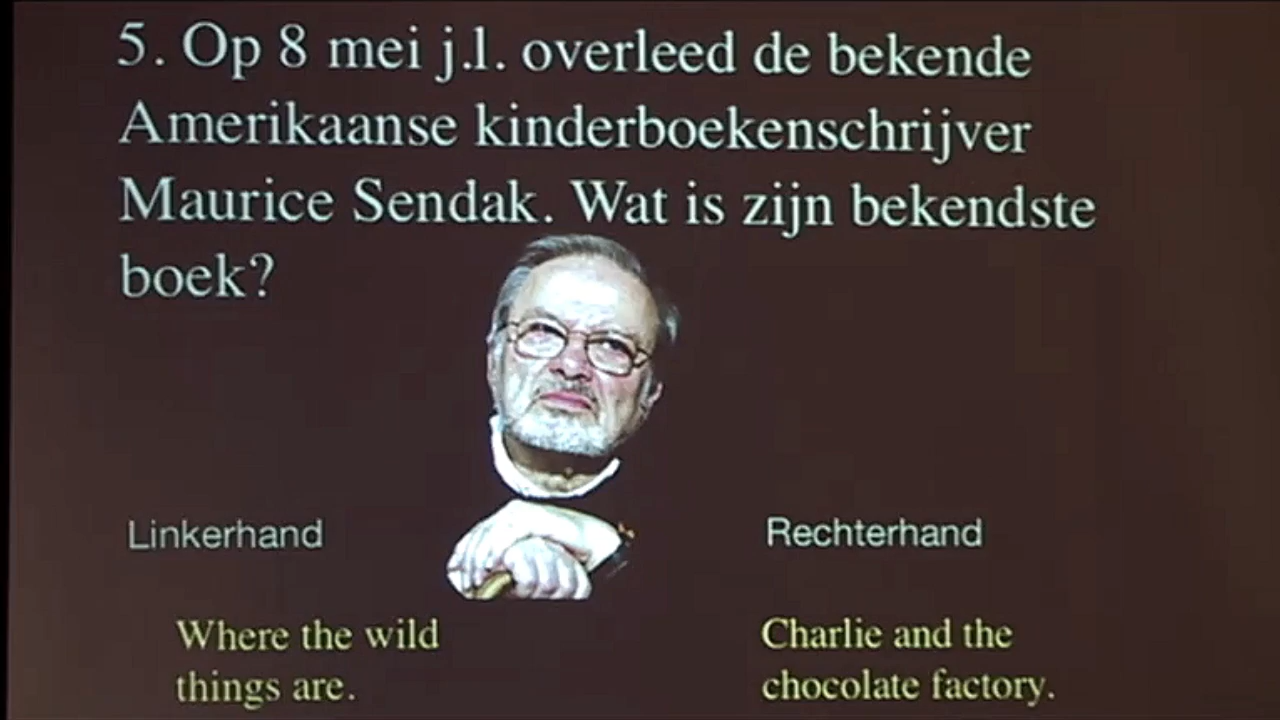 5. Op 8 mei j.l. overleed de bekende
Amerikaanse kinderboekenschrijver
Maurice Sendak. Wat is zijn bekendste
boek?
Linkerhand
Rechterhand
Where the wild
things are.
Charlie and the
chocolate factory.